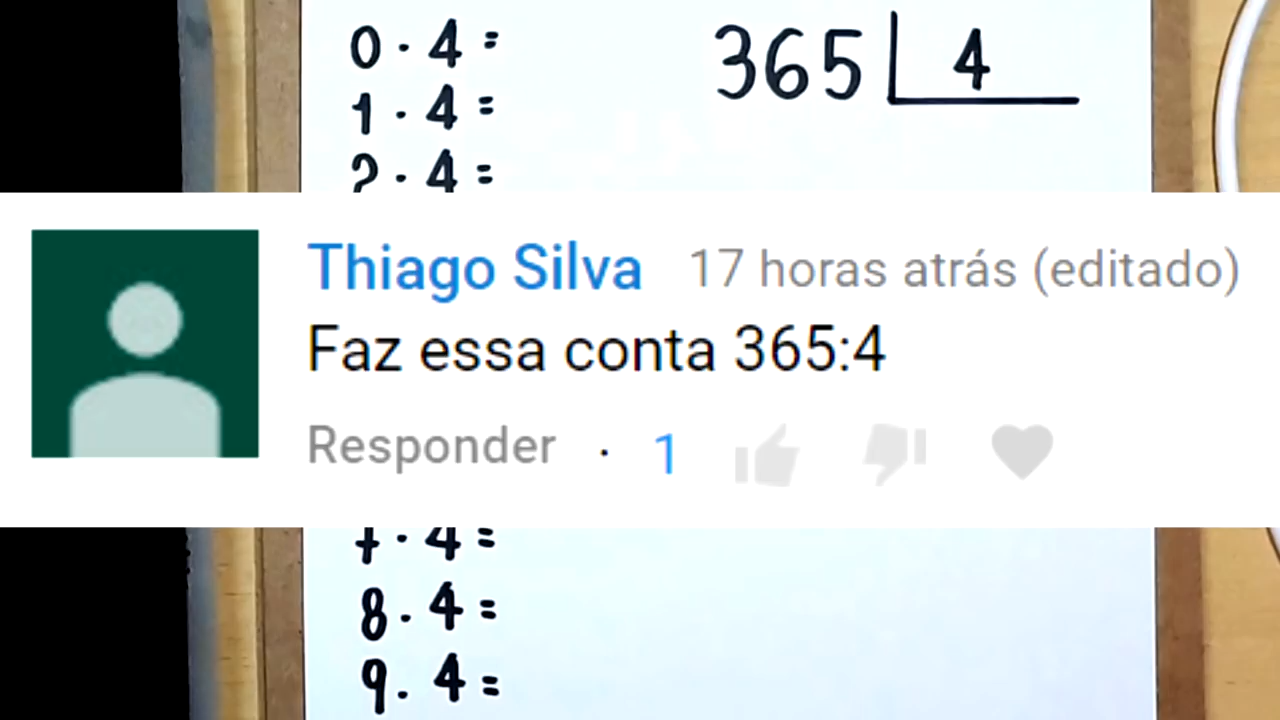 0 · 4 =
365 4
1 · 4 =
2 · 4 =
Thiago Silva 17 horas atrás (editado)
Faz essa conta 365:4
Responder · 1
7 · 4 =
8 · 4 =
9 · 4 =